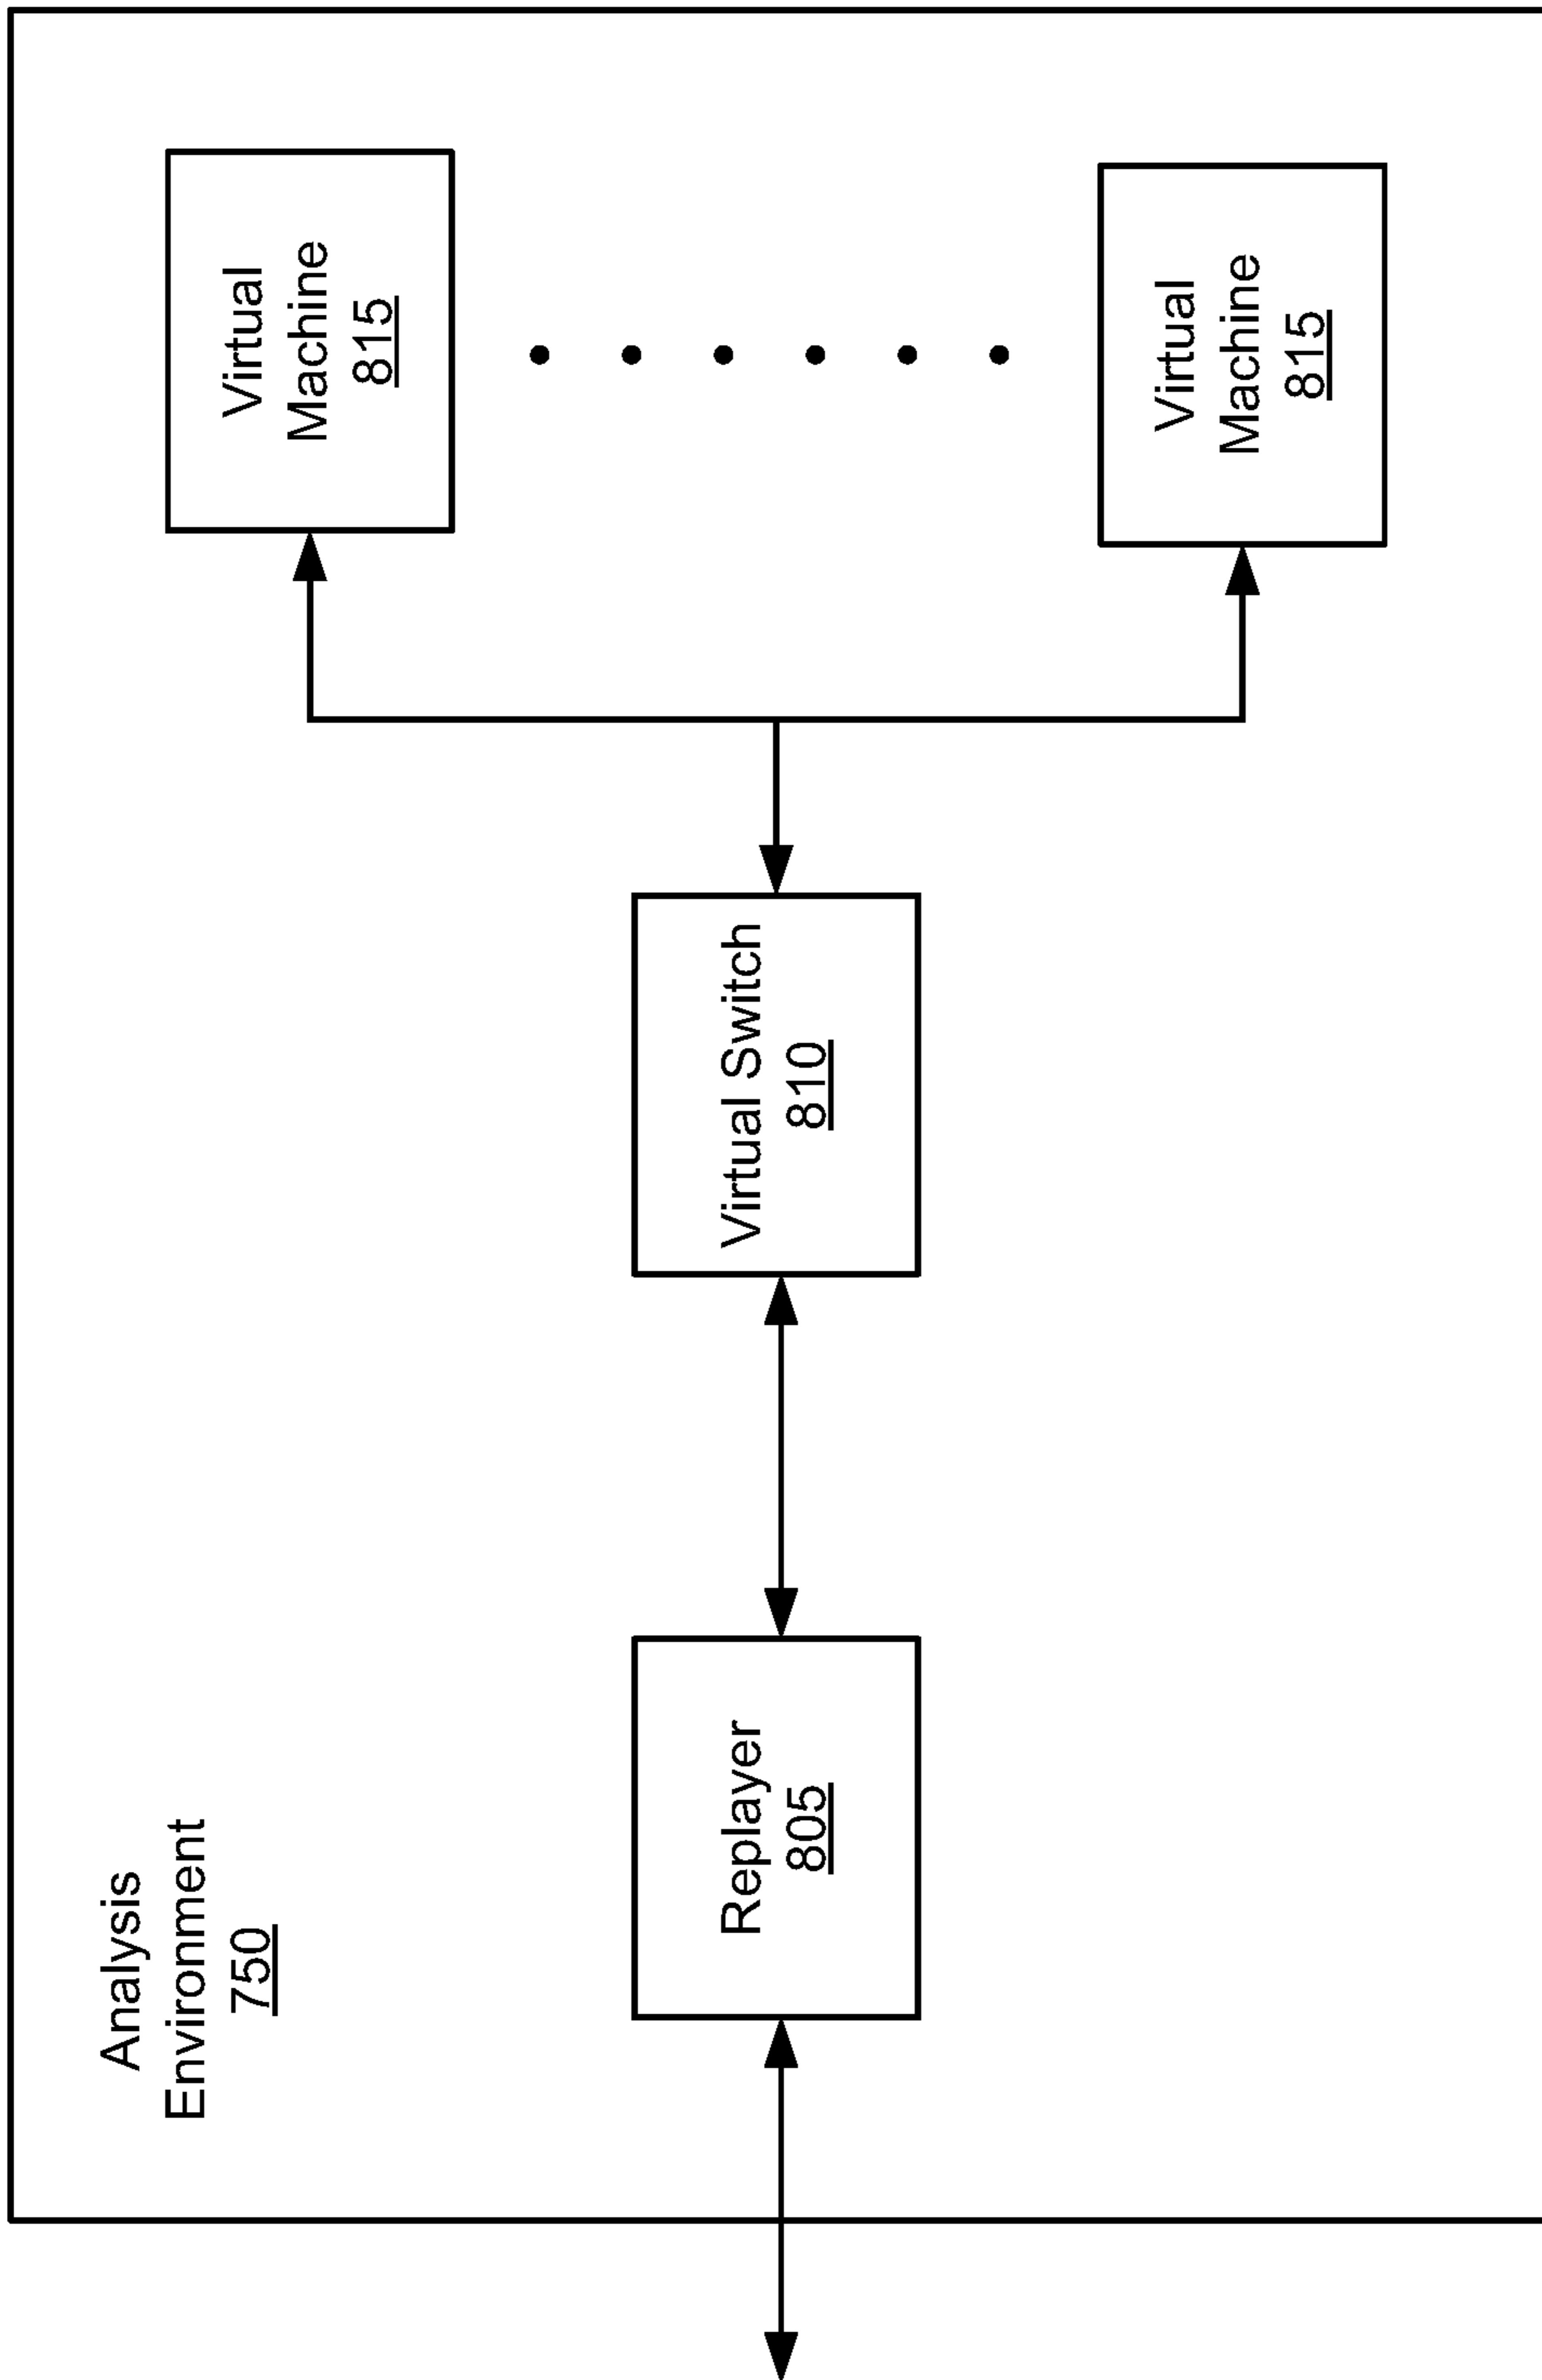 Analysis
Environment
750
Replayer
805
Virtual Switch
810
Virtual
Machine
815
Virtual
Machine
815